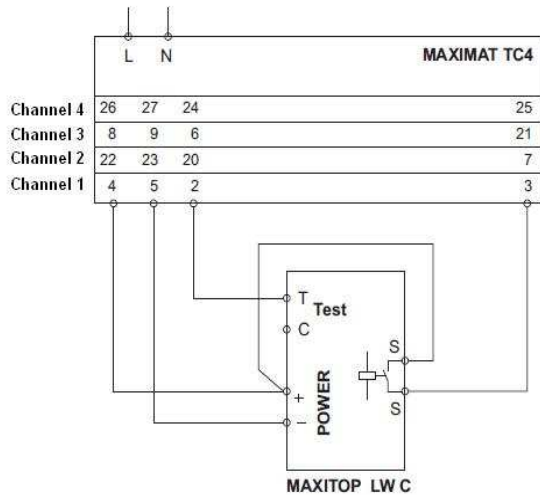 L N MAXIMAT TC4
Channel 4 26 27 24 25
Channel 3 8 9 6 21
Channel 2 22 23 20 7
Channel 1 4 5 2 3
T Test
C
S
+
POWER
S
−
MAXITOP LW C